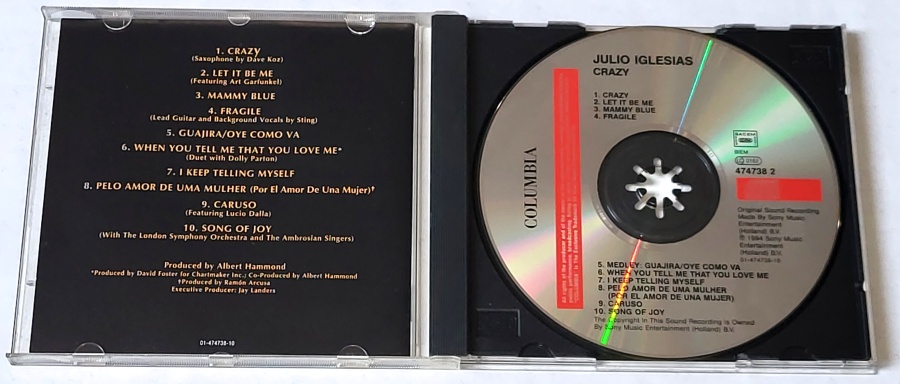 1. CRAZY
(Saxophone by Dave Koz)
2. LET IT BE ME
(Featuring Art Garfunkel)
3. MAMMY BLUE
4. FRAGILE
(Lead Guitar and Background Vocals by Sting)
5. GUAJIRA/OYE COMO VA
6. WHEN YOU TELL ME THAT YOU LOVE ME*
(Duet with Dolly Parton)
7. I KEEP TELLING MYSELF
8. PELO AMOR DE UMA MULHER (Por El Amor De Una Mujer)†
9. CARUSO
(Featuring Lucio Dalla)
10. SONG OF JOY
(With The London Symphony Orchestra and The Ambrosian Singers)
Produced by Albert Hammond
*Produced by David Foster for Chartmaker Inc.; Co-Produced by Albert Hammond
†Produced by Ramón Arcusa
Executive Producer: Jay Landers
01-474738-10
JULIO IGLESIAS
CRAZY
1. CRAZY
2. LET IT BE ME
3. MAMMY BLUE
4. FRAGILE
COLUMBIA
SACEM
BIEM
474738 2
Original Sound Recording
Made By Sony Music
Entertainment
(Holland) B.V.
℗ 1994 Sony Music
Entertainment
(Holland) B.V.
01-474738-10
5. MEDLEY: GUAJIRA/OYE COMO VA
6. WHEN YOU TELL ME THAT YOU LOVE ME
7. I KEEP TELLING MYSELF
8. PELO AMOR DE UMA MULHER
(POR EL AMOR DE UNA MUJER)
9. CARUSO
10. SONG OF JOY
The Copyright In This Sound Recording is Owned
By Sony Music Entertainment (Holland) B.V.